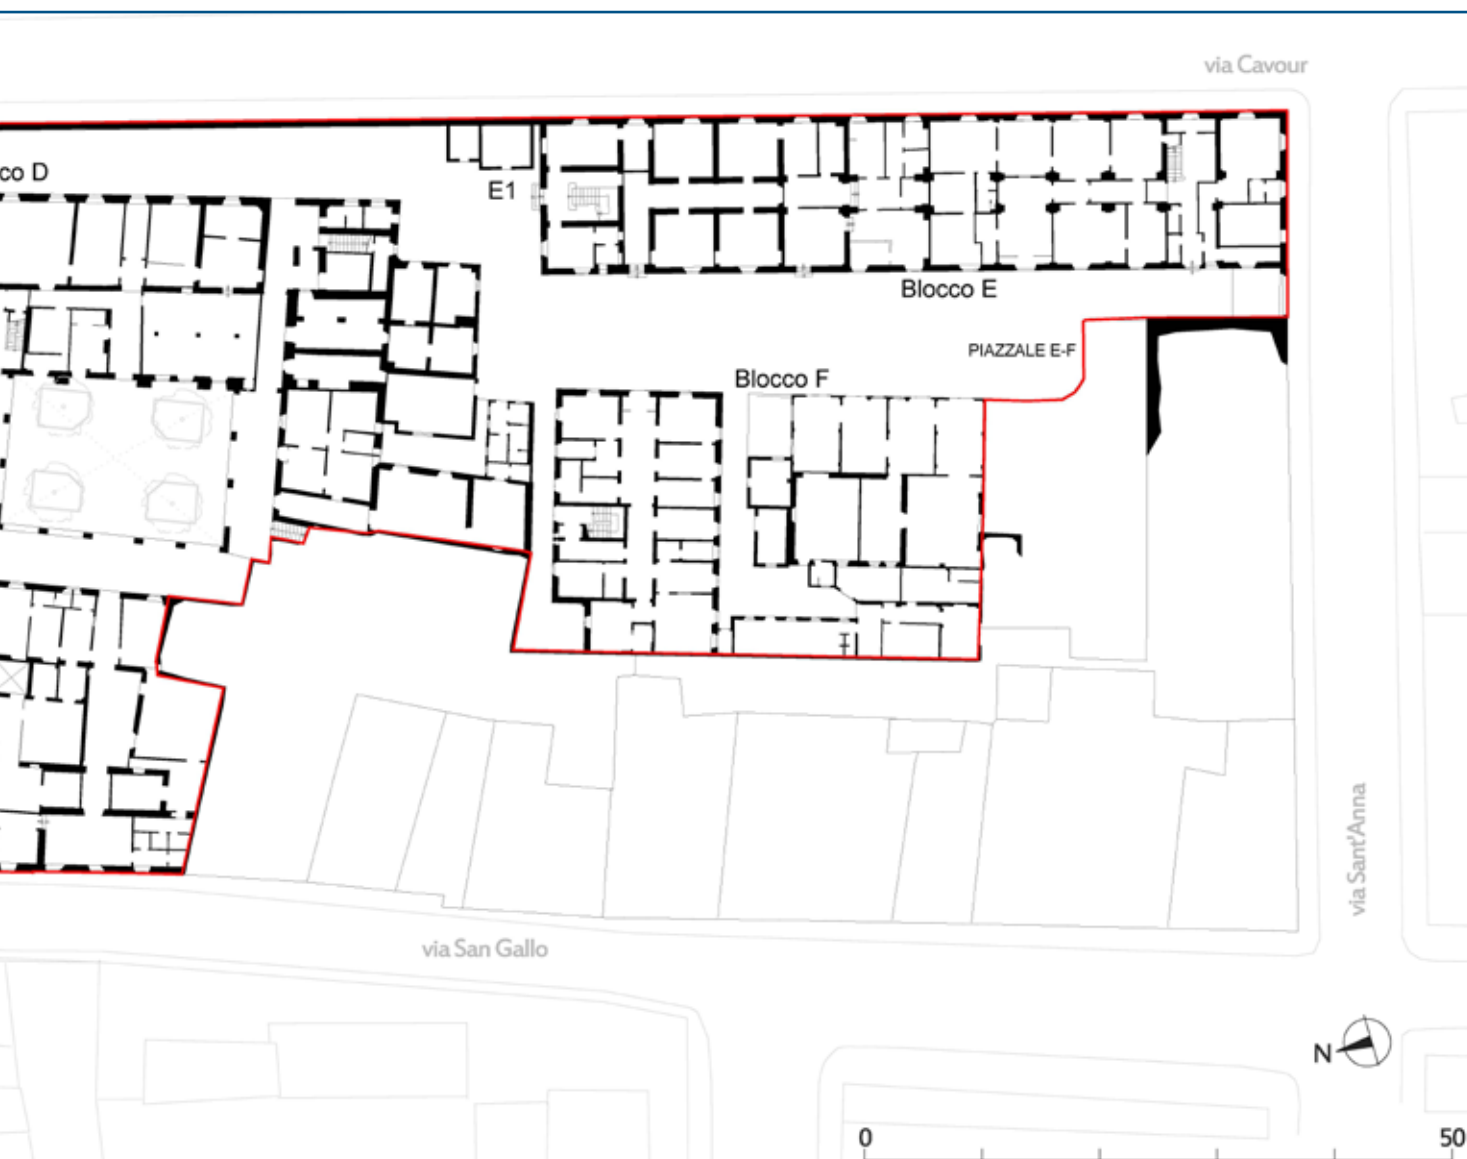 via Cavour
co D
E1
Blocco E
PIAZZALE E-F
Blocco F
via Sant'Anna
via San Gallo
N
0
50